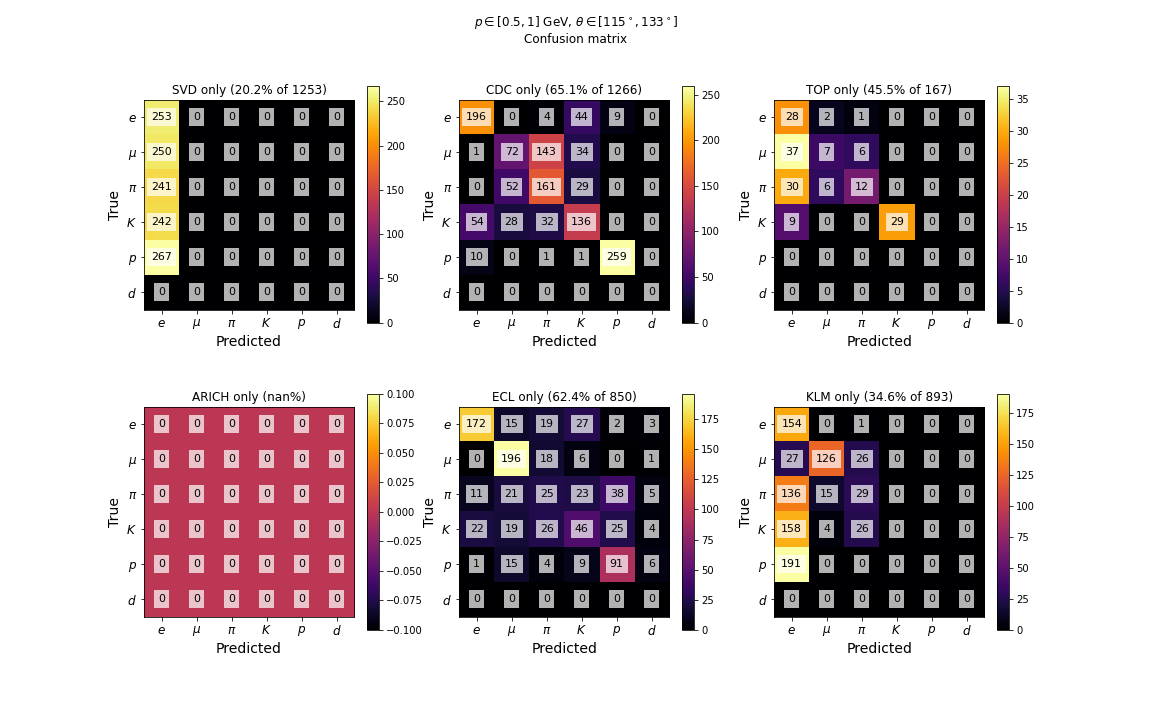 p ∈ [0.5, 1] GeV, θ ∈ [115°, 133°]
Confusion matrix
SVD only (20.2% of 1253)
e 253 0 0 0 0 0
μ 250 0 0 0 0 0
π 241 0 0 0 0 0
K 242 0 0 0 0 0
p 267 0 0 0 0 0
d 0 0 0 0 0 0
e μ π K p d
Predicted
True
250
200
150
100
50
0
CDC only (65.1% of 1266)
e 196 0 4 44 9 0
μ 1 72 143 34 0 0
π 0 52 161 29 0 0
K 54 28 32 136 0 0
p 10 0 1 1 259 0
d 0 0 0 0 0 0
e μ π K p d
Predicted
True
250
200
150
100
50
0
TOP only (45.5% of 167)
e 28 2 1 0 0 0
μ 37 7 6 0 0 0
π 30 6 12 0 0 0
K 9 0 0 29 0 0
p 0 0 0 0 0 0
d 0 0 0 0 0 0
e μ π K p d
Predicted
True
35
30
25
20
15
10
5
0
ARICH only (nan%)
e 0 0 0 0 0 0
μ 0 0 0 0 0 0
π 0 0 0 0 0 0
K 0 0 0 0 0 0
p 0 0 0 0 0 0
d 0 0 0 0 0 0
e μ π K p d
Predicted
True
0.100
0.075
0.050
0.025
0.000
−0.025
−0.050
−0.075
−0.100
ECL only (62.4% of 850)
e 172 15 19 27 2 3
μ 0 196 18 6 0 1
π 11 21 25 23 38 5
K 22 19 26 46 25 4
p 1 15 4 9 91 6
d 0 0 0 0 0 0
e μ π K p d
Predicted
True
175
150
125
100
75
50
25
0
KLM only (34.6% of 893)
e 154 0 1 0 0 0
μ 27 126 26 0 0 0
π 136 15 29 0 0 0
K 158 4 26 0 0 0
p 191 0 0 0 0 0
d 0 0 0 0 0 0
e μ π K p d
Predicted
True
175
150
125
100
75
50
25
0